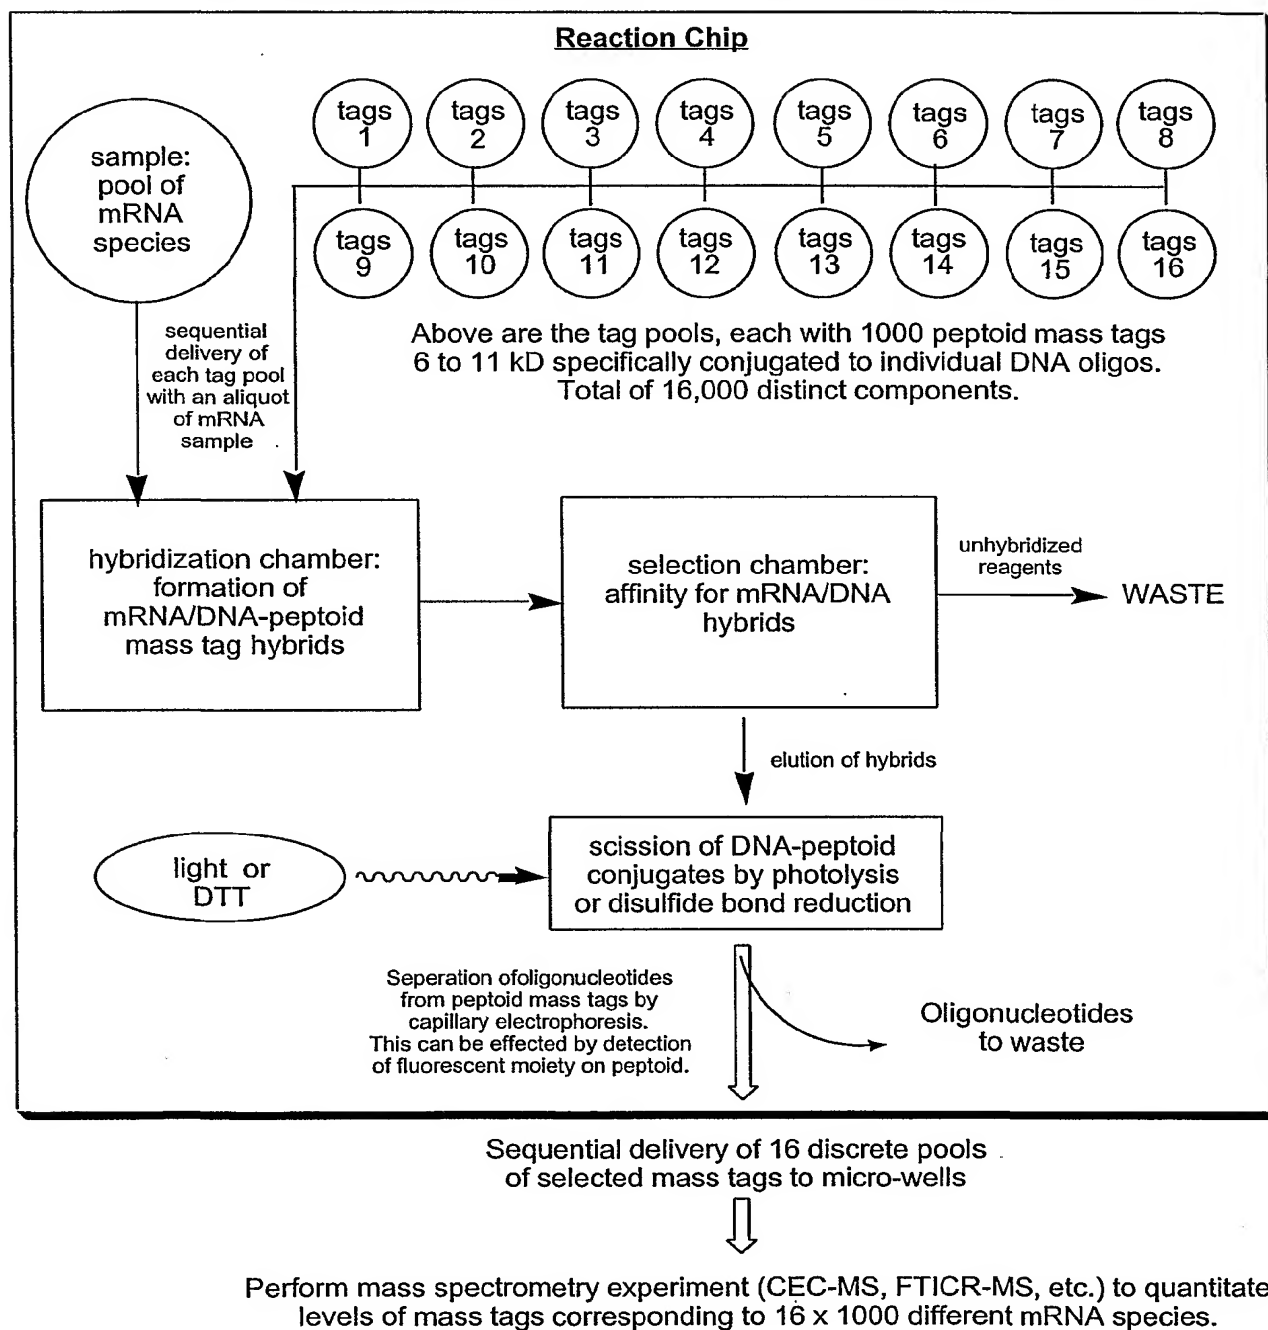 Reaction Chip
sample:
pool of
mRNA
species
tags
1
tags
2
tags
3
tags
4
tags
5
tags
6
tags
7
tags
8
tags
9
tags
10
tags
11
tags
12
tags
13
tags
14
tags
15
tags
16
sequential
delivery of
each tag pool
with an aliquot
of mRNA
sample
Above are the tag pools, each with 1000 peptoid mass tags
6 to 11 kD specifically conjugated to individual DNA oligos.
Total of 16,000 distinct components.
hybridization chamber:
formation of
mRNA/DNA-peptoid
mass tag hybrids
selection chamber:
affinity for mRNA/DNA
hybrids
unhybridized
reagents
WASTE
elution of hybrids
light or
DTT
scission of DNA-peptoid
conjugates by photolysis
or disulfide bond reduction
Seperation ofoligonucleotides
from peptoid mass tags by
capillary electrophoresis.
This can be effected by detection
of fluorescent moiety on peptoid.
Oligonucleotides
to waste
Sequential delivery of 16 discrete pools
of selected mass tags to micro-wells
Perform mass spectrometry experiment (CEC-MS, FTICR-MS, etc.) to quantitate
levels of mass tags corresponding to 16 x 1000 different mRNA species.